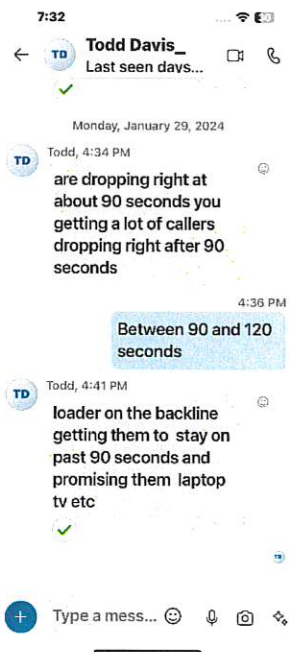 7:32
TD
Todd Davis_
Last seen days...
Monday, January 29, 2024
TD
Todd, 4:34 PM
are dropping right at
about 90 seconds you
getting a lot of callers
dropping right after 90
seconds
4:36 PM
Between 90 and 120
seconds
TD
Todd, 4:41 PM
loader on the backline
getting them to stay on
past 90 seconds and
promising them laptop
tv etc
TD
Type a mess...